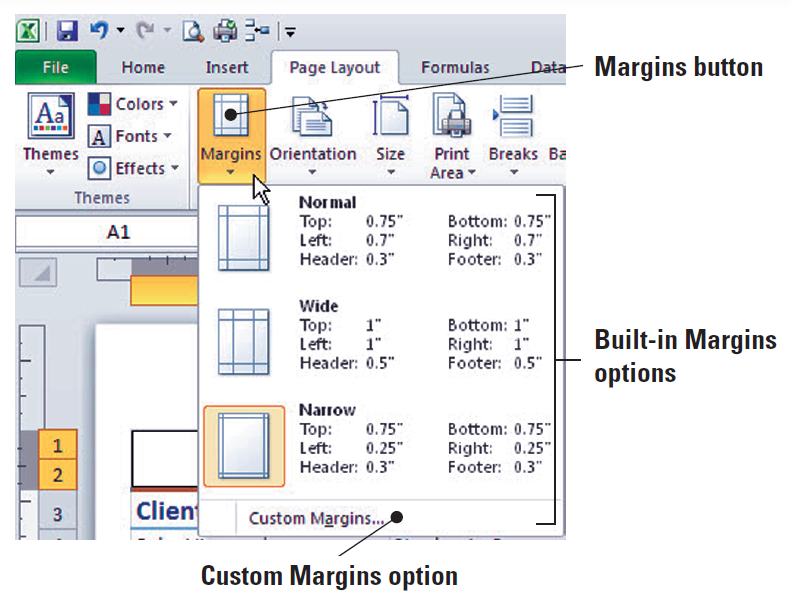 File Home Insert Page Layout Formulas Data
Margins button
Aa
Colors
Fonts
Effects
Themes
Margins
Orientation
Size
Print Area
Breaks
Ba
Themes
A1
Normal
Top: 0.75" Bottom: 0.75"
Left: 0.7" Right: 0.7"
Header: 0.3" Footer: 0.3"
Wide
Top: 1" Bottom: 1"
Left: 1" Right: 1"
Header: 0.5" Footer: 0.5"
Built-in Margins
options
Narrow
Top: 0.75" Bottom: 0.75"
Left: 0.25" Right: 0.25"
Header: 0.3" Footer: 0.3"
1
2
3
Client
Custom Margins...
Custom Margins option